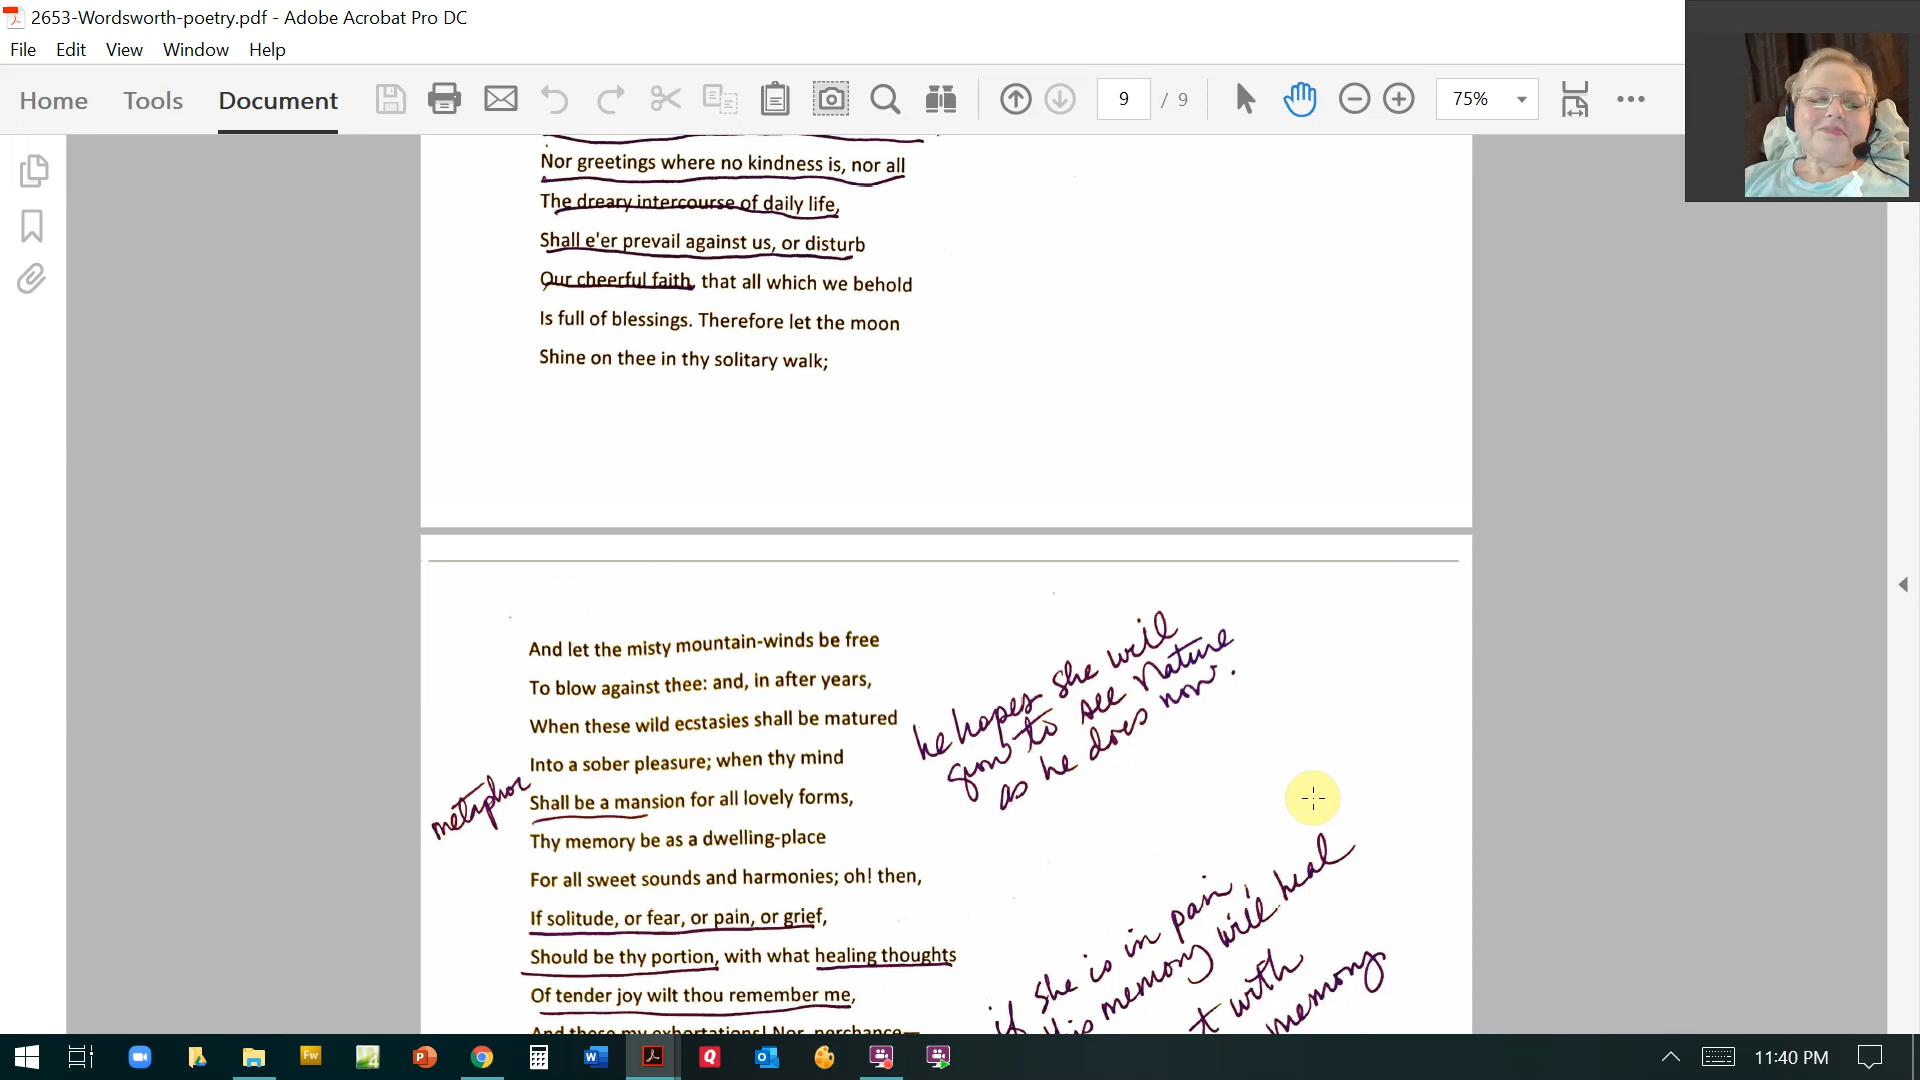 2653-Wordsworth-poetry.pdf - Adobe Acrobat Pro DC
File Edit View Window Help
Home Tools Document 9 / 9 75%
Nor greetings where no kindness is, nor all
The dreary intercourse of daily life,
Shall e'er prevail against us, or disturb
Our cheerful faith, that all which we behold
Is full of blessings. Therefore let the moon
Shine on thee in thy solitary walk;
And let the misty mountain-winds be free
To blow against thee: and, in after years,
When these wild ecstasies shall be matured
Into a sober pleasure; when thy mind
Shall be a mansion for all lovely forms,
Thy memory be as a dwelling-place
For all sweet sounds and harmonies; oh! then,
If solitude, or fear, or pain, or grief,
Should be thy portion, with what healing thoughts
Of tender joy wilt thou remember me,
And these my exhortations! Nor, perchance—
metaphor
he hopes she will
grow to see Nature
as he does now.
if she is in pain,
this memory will heal
with
memory
Fw
11:40 PM